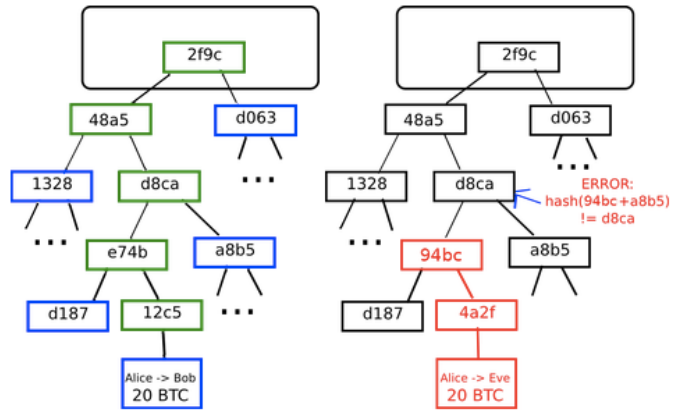 2f9c
48a5
d063
1328
d8ca
...
...
e74b
a8b5
...
d187
12c5
Alice -> Bob
20 BTC
2f9c
48a5
d063
...
1328
d8ca
ERROR:
hash(94bc+a8b5)
!= d8ca
...
94bc
a8b5
d187
4a2f
Alice -> Eve
20 BTC